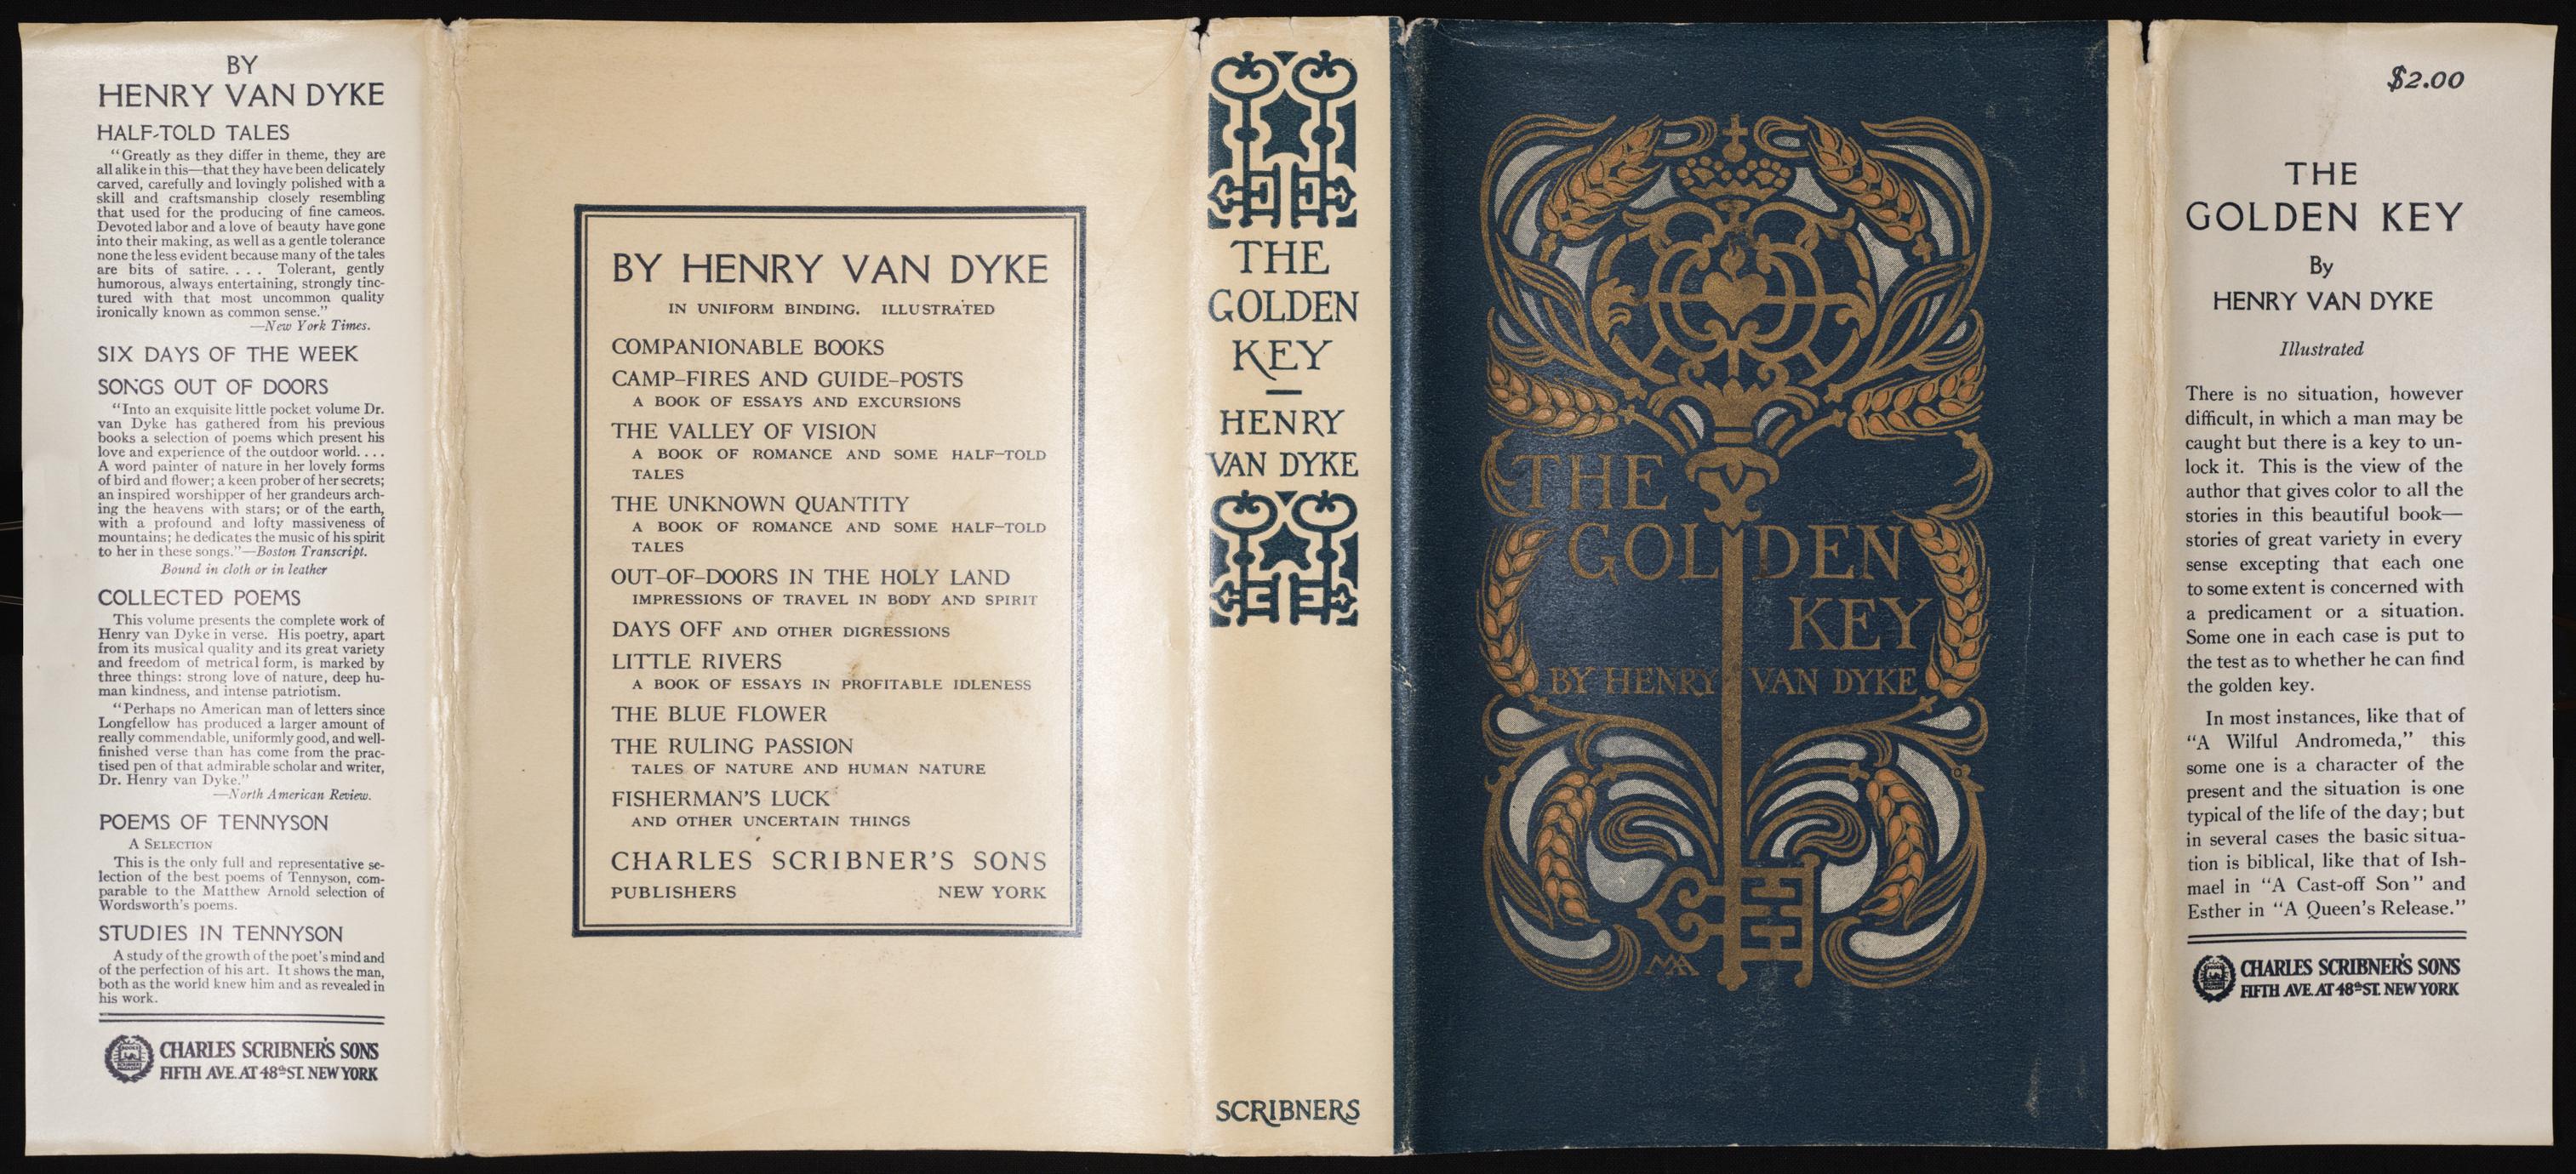 BY
HENRY VAN DYKE
HALF-TOLD TALES
“Greatly as they differ in theme, they are
all alike in this—that they have been delicately
carved, carefully and lovingly polished with a
skill and craftsmanship closely resembling
that used for the producing of fine cameos.
Devoted labor and a love of beauty have gone
into their making, as well as a gentle tolerance
none the less evident because many of the tales
are bits of satire. . . . Tolerant, gently
humorous, always entertaining, strongly tinc-
tured with that most uncommon quality
ironically known as common sense.”
—New York Times.
SIX DAYS OF THE WEEK
SONGS OUT OF DOORS
“Into an exquisite little pocket volume Dr.
van Dyke has gathered from his previous
books a selection of poems which present his
love and experience of the outdoor world. . . .
A word painter of nature in her lovely forms
of bird and flower; a keen prober of her secrets;
an inspired worshipper of her grandeurs arch-
ing the heavens with stars; or of the earth,
with a profound and lofty massiveness of
mountains; he dedicates the music of his spirit
to her in these songs.”—Boston Transcript.
Bound in cloth or in leather
COLLECTED POEMS
This volume presents the complete work of
Henry van Dyke in verse. His poetry, apart
from its musical quality and its great variety
and freedom of metrical form, is marked by
three things: strong love of nature, deep hu-
man kindness, and intense patriotism.
“Perhaps no American man of letters since
Longfellow has produced a larger amount of
really commendable, uniformly good, and well-
finished verse than has come from the prac-
tised pen of that admirable scholar and writer,
Dr. Henry van Dyke.”
—North American Review.
POEMS OF TENNYSON
A SELECTION
This is the only full and representative se-
lection of the best poems of Tennyson, com-
parable to the Matthew Arnold selection of
Wordsworth's poems.
STUDIES IN TENNYSON
A study of the growth of the poet's mind and
of the perfection of his art. It shows the man,
both as the world knew him and as revealed in
his work.
CHARLES SCRIBNER'S SONS
FIFTH AVE. AT 48th ST. NEW YORK
BY HENRY VAN DYKE
IN UNIFORM BINDING. ILLUSTRATED
COMPANIONABLE BOOKS
CAMP-FIRES AND GUIDE-POSTS
A BOOK OF ESSAYS AND EXCURSIONS
THE VALLEY OF VISION
A BOOK OF ROMANCE AND SOME HALF-TOLD
TALES
THE UNKNOWN QUANTITY
A BOOK OF ROMANCE AND SOME HALF-TOLD
TALES
OUT-OF-DOORS IN THE HOLY LAND
IMPRESSIONS OF TRAVEL IN BODY AND SPIRIT
DAYS OFF AND OTHER DIGRESSIONS
LITTLE RIVERS
A BOOK OF ESSAYS IN PROFITABLE IDLENESS
THE BLUE FLOWER
THE RULING PASSION
TALES OF NATURE AND HUMAN NATURE
FISHERMAN'S LUCK
AND OTHER UNCERTAIN THINGS
CHARLES SCRIBNER'S SONS
PUBLISHERS NEW YORK
THE
GOLDEN
KEY
—
HENRY
VAN DYKE
SCRIBNERS
THE
GOLDEN
KEY
BY HENRY VAN DYKE
MA
$2.00
THE
GOLDEN KEY
By
HENRY VAN DYKE
Illustrated
There is no situation, however
difficult, in which a man may be
caught but there is a key to un-
lock it. This is the view of the
author that gives color to all the
stories in this beautiful book—
stories of great variety in every
sense excepting that each one
to some extent is concerned with
a predicament or a situation.
Some one in each case is put to
the test as to whether he can find
the golden key.
In most instances, like that of
“A Wilful Andromeda,” this
some one is a character of the
present and the situation is one
typical of the life of the day; but
in several cases the basic situa-
tion is biblical, like that of Ish-
mael in “A Cast-off Son” and
Esther in “A Queen's Release.”
CHARLES SCRIBNER'S SONS
FIFTH AVE. AT 48th ST. NEW YORK